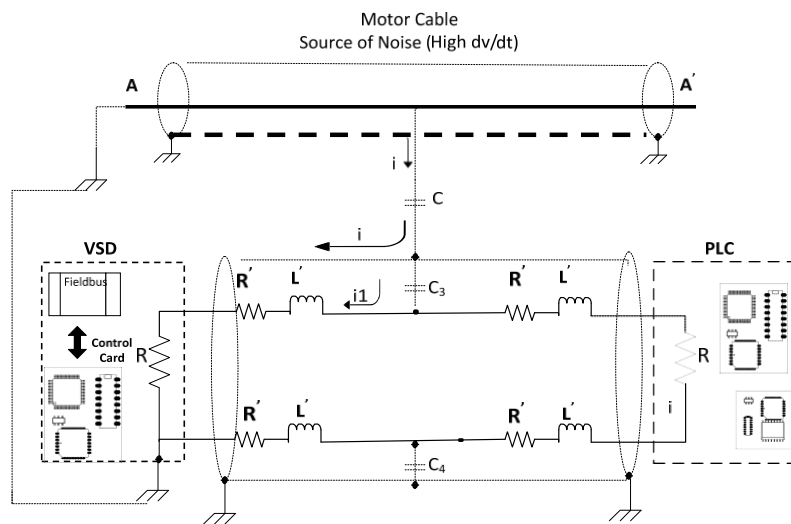 Motor Cable
Source of Noise (High dv/dt)
A
A′
i
C
i
VSD
PLC
Fieldbus
R′
L′
C3
R′
L′
i1
Control
Card
R
R
R′
L′
R′
L′
i
C4